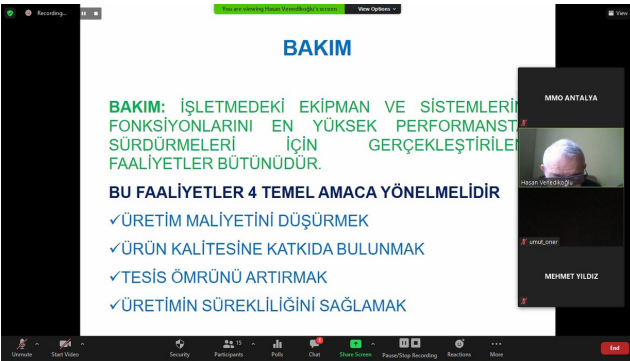 Recording...
You are viewing Hasan Venedikoğlu's screen
View Options
View
BAKIM
BAKIM: İŞLETMEDEKİ EKİPMAN VE SİSTEMLERİN
FONKSİYONLARINI EN YÜKSEK PERFORMANSTA
SÜRDÜRMELERİ İÇİN GERÇEKLEŞTİRİLEN
FAALİYETLER BÜTÜNÜDÜR.
BU FAALİYETLER 4 TEMEL AMACA YÖNELMELİDİR
✓ÜRETİM MALİYETİNİ DÜŞÜRMEK
✓ÜRÜN KALİTESİNE KATKIDA BULUNMAK
✓TESİS ÖMRÜNÜ ARTIRMAK
✓ÜRETİMİN SÜREKLİLİĞİNİ SAĞLAMAK
MMO ANTALYA
Hasan Venedikoğlu
umut_oner
MEHMET YILDIZ
Unmute
Start Video
Security
15
Participants
Polls
Chat
Share Screen
Pause/Stop Recording
Reactions
More
End